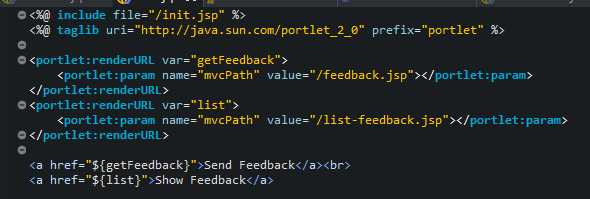 <%@ include file="/init.jsp" %>
<%@ taglib uri="http://java.sun.com/portlet_2_0" prefix="portlet" %>
<portlet:renderURL var="getFeedback">
<portlet:param name="mvcPath" value="/feedback.jsp"></portlet:param>
</portlet:renderURL>
<portlet:renderURL var="list">
<portlet:param name="mvcPath" value="/list-feedback.jsp"></portlet:param>
</portlet:renderURL>
<a href="${getFeedback}">Send Feedback</a><br>
<a href="${list}">Show Feedback</a>